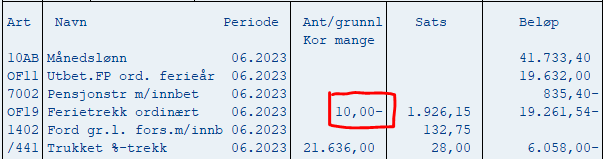 Art Navn Periode Ant/grunnl Sats Beløp
Kor mange
10AB Månedslønn 06.2023 41.733,40
OF11 Utbet.FP ord. ferieår 06.2023 19.632,00
7002 Pensjonstr m/innbet 06.2023 835,40-
OF19 Ferietrekk ordinært 06.2023 10,00- 1.926,15 19.261,54-
1402 Ford gr.l. fors.m/innb 06.2023 132,75
/441 Trukket %-trekk 06.2023 21.636,00 28,00 6.058,00-